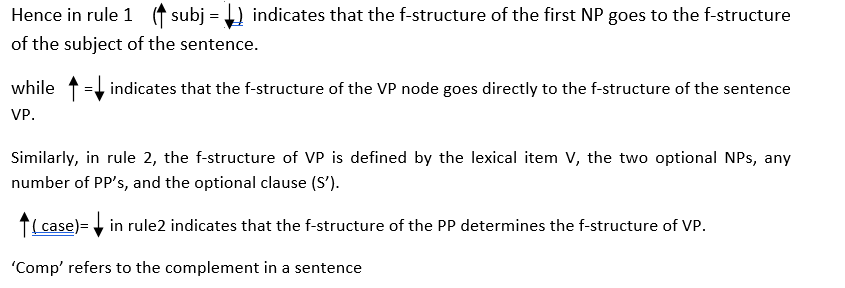 Hence in rule 1 (↑ subj = ↓) indicates that the f-structure of the first NP goes to the f-structure
of the subject of the sentence.
while ↑ =↓ indicates that the f-structure of the VP node goes directly to the f-structure of the sentence
VP.
Similarly, in rule 2, the f-structure of VP is defined by the lexical item V, the two optional NPs, any
number of PP's, and the optional clause (S').
↑( case)= ↓ in rule2 indicates that the f-structure of the PP determines the f-structure of VP.
‘Comp’ refers to the complement in a sentence